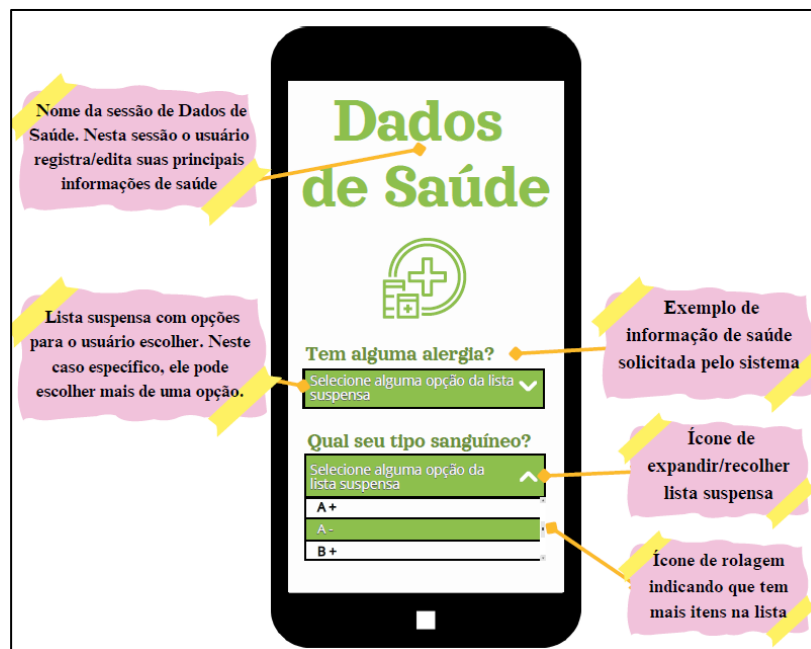 Nome da sessão de Dados de
Saúde. Nesta sessão o usuário
registra/edita suas principais
informações de saúde
Dados
de Saúde
Lista suspensa com opções
para o usuário escolher. Neste
caso específico, ele pode
escolher mais de uma opção.
Exemplo de
informação de saúde
solicitada pelo sistema
Tem alguma alergia?
Selecione alguma opção da lista
suspensa
Qual seu tipo sanguíneo?
Selecione alguma opção da
lista suspensa
A +
A -
B +
Ícone de
expandir/recolher
lista suspensa
Ícone de rolagem
indicando que tem
mais itens na lista